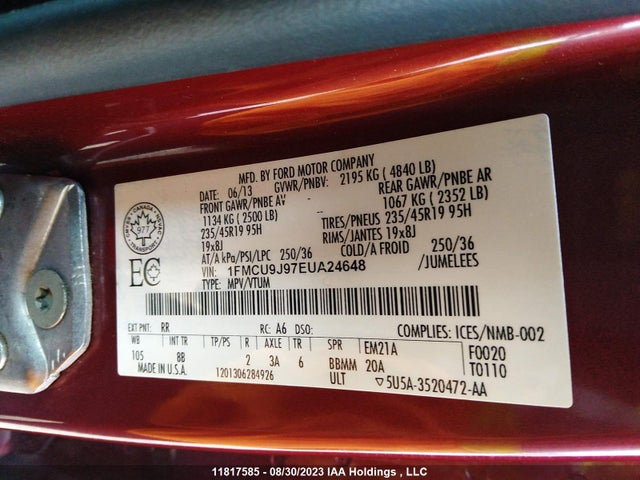 MFD. BY FORD MOTOR COMPANY
DATE: 06/13 GVWR/PNBV: 2195 KG ( 4840 LB)
FRONT GAWR/PNBE AV -- REAR GAWR/PNBE AR
1134 KG ( 2500 LB) -- 1067 KG ( 2352 LB)
235/45R19 95H TIRES/PNEUS 235/45R19 95H
19x8J RIMS/JANTES 19x8J
AT/A kPa/PSI/LPC 250/36 COLD/A FROID 250/36
VIN: 1FMCU9J97EUA24648 /JUMELEES
TYPE: MPV/VTUM
CANADA
977
TRANSPORT
EC
EXT PNT: RR RC: A6 DSO: COMPLIES: ICES/NMB-002
WB INT TR TP/PS R AXLE TR SPR EM21A F0020
105 8B 2 3A 6 BBMM 20A T0110
MADE IN U.S.A. 1201306284926 ULT ▽5U5A-3520472-AA
11817585 - 08/30/2023 IAA Holdings , LLC